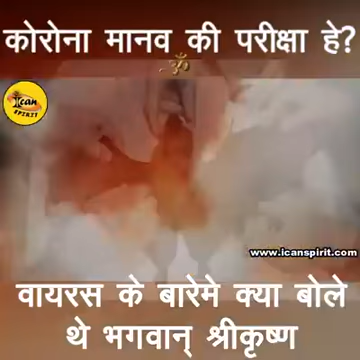 कोरोना मानव की परीक्षा हे?
ॐ
Ican
SPIRIT
www.icanspirit.com
वायरस के बारेमे क्या बोले
थे भगवान् श्रीकृष्ण